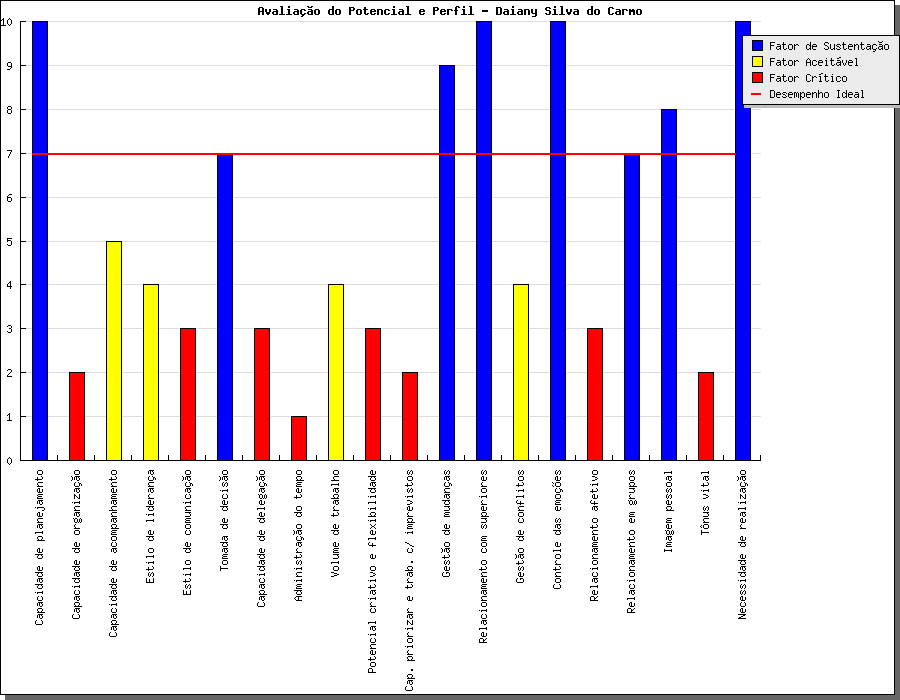 Avaliação do Potencial e Perfil - Daiany Silva do Carmo
10
9
8
7
6
5
4
3
2
1
0
Fator de Sustentação
Fator Aceitável
Fator Crítico
Desempenho Ideal
Capacidade de planejamento
Capacidade de organização
Capacidade de acompanhamento
Estilo de liderança
Estilo de comunicação
Tomada de decisão
Capacidade de delegação
Administração do tempo
Volume de trabalho
Potencial criativo e flexibilidade
Cap. priorizar e trab. c/ imprevistos
Gestão de mudanças
Relacionamento com superiores
Gestão de conflitos
Controle das emoções
Relacionamento afetivo
Relacionamento em grupos
Imagem pessoal
Tônus vital
Necessidade de realização